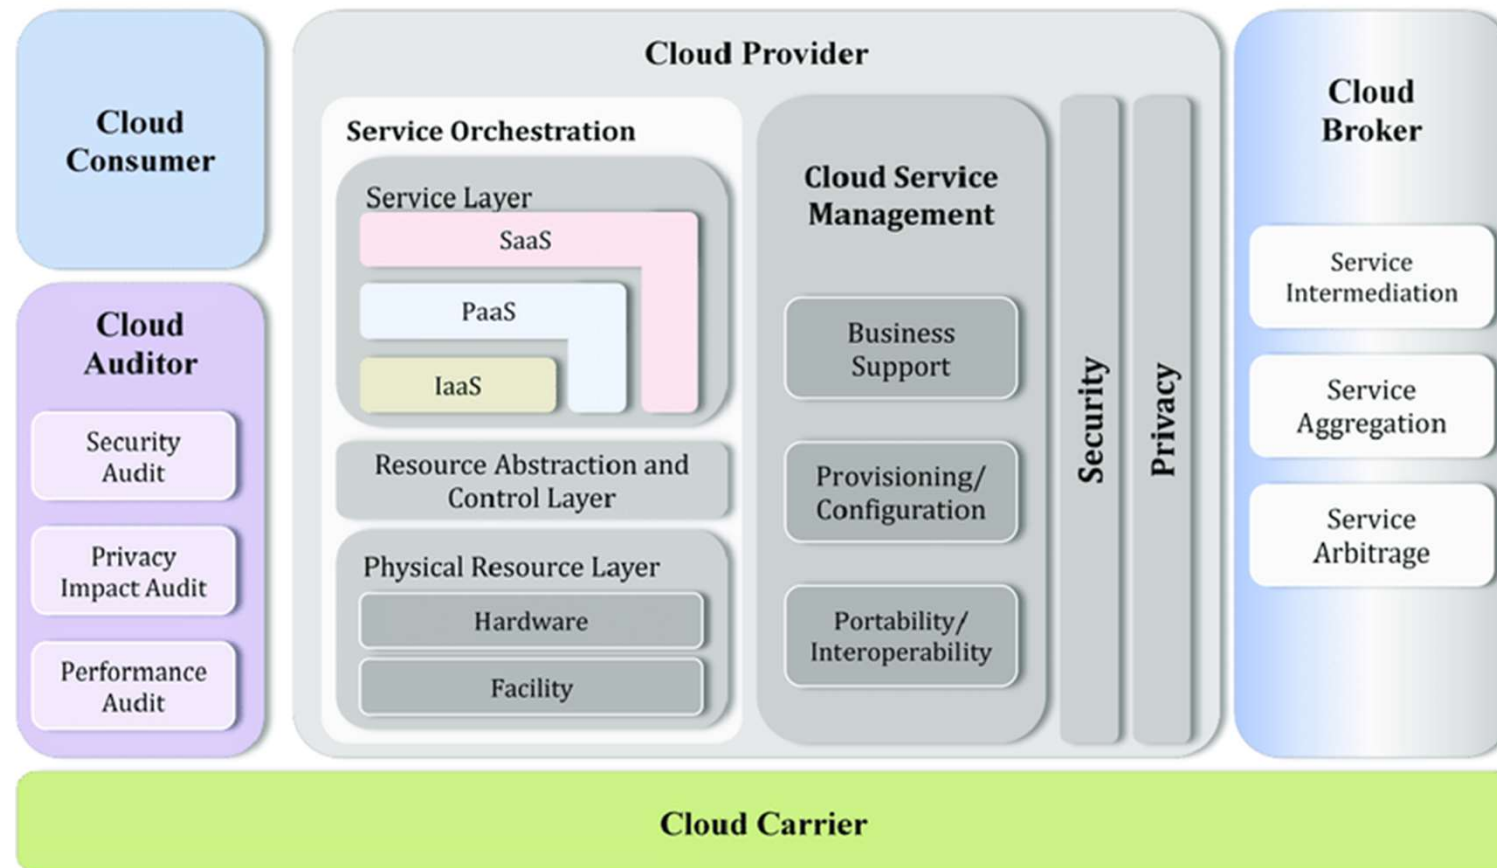 Cloud
Consumer
Cloud
Auditor
Security
Audit
Privacy
Impact Audit
Performance
Audit
Cloud Provider
Service Orchestration
Service Layer
SaaS
PaaS
IaaS
Resource Abstraction and
Control Layer
Physical Resource Layer
Hardware
Facility
Cloud Service
Management
Business
Support
Provisioning/
Configuration
Portability/
Interoperability
Security
Privacy
Cloud
Broker
Service
Intermediation
Service
Aggregation
Service
Arbitrage
Cloud Carrier